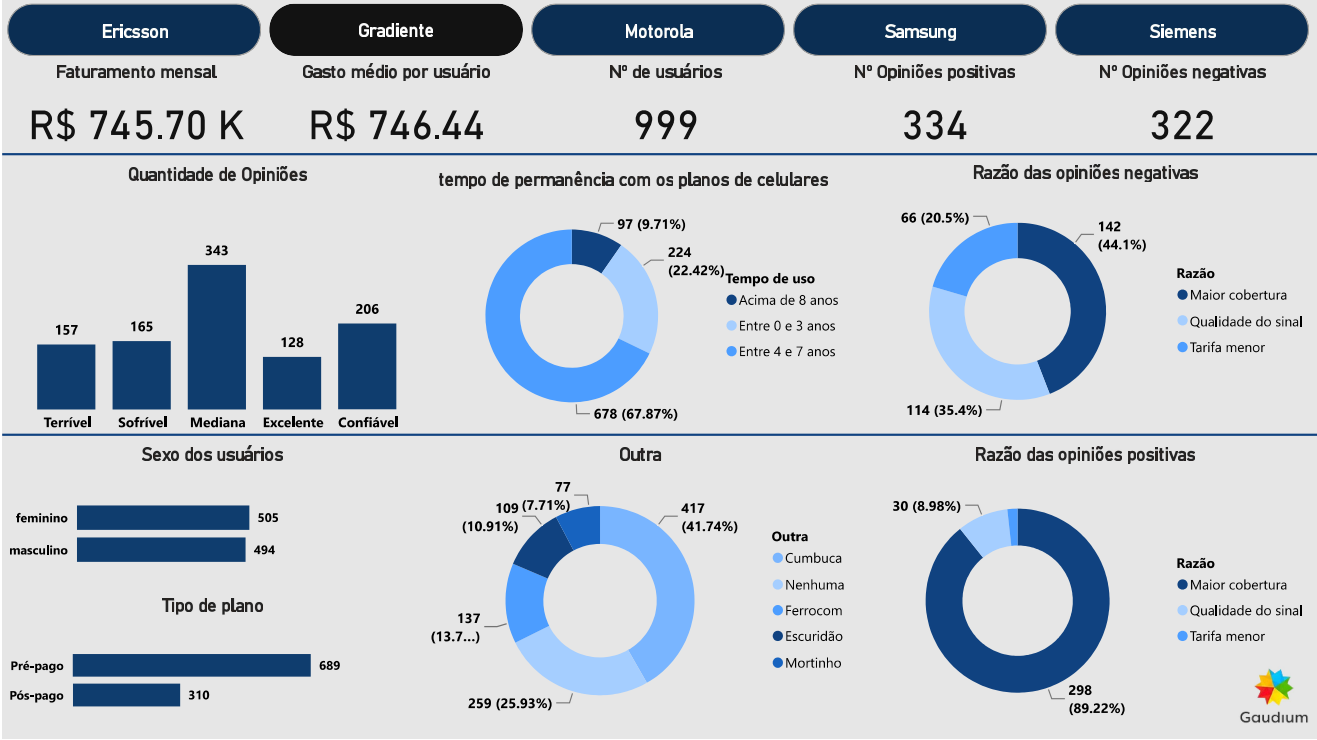 Ericsson
Gradiente
Motorola
Samsung
Siemens
Faturamento mensal
Gasto médio por usuário
Nº de usuários
Nº Opiniões positivas
Nº Opiniões negativas
R$ 745.70 K
R$ 746.44
999
334
322
Quantidade de Opiniões
157
165
343
128
206
Terrível
Sofrível
Mediana
Excelente
Confiável
tempo de permanência com os planos de celulares
97 (9.71%)
224
(22.42%)
678 (67.87%)
Tempo de uso
Acima de 8 anos
Entre 0 e 3 anos
Entre 4 e 7 anos
Razão das opiniões negativas
66 (20.5%)
142
(44.1%)
114 (35.4%)
Razão
Maior cobertura
Qualidade do sinal
Tarifa menor
Sexo dos usuários
feminino
505
masculino
494
Tipo de plano
Pré-pago
689
Pós-pago
310
Outra
77
(7.71%)
109
(10.91%)
417
(41.74%)
137
(13.7...)
259 (25.93%)
Outra
Cumbuca
Nenhuma
Ferrocom
Escuridão
Mortinho
Razão das opiniões positivas
30 (8.98%)
298
(89.22%)
Razão
Maior cobertura
Qualidade do sinal
Tarifa menor
Gaudium